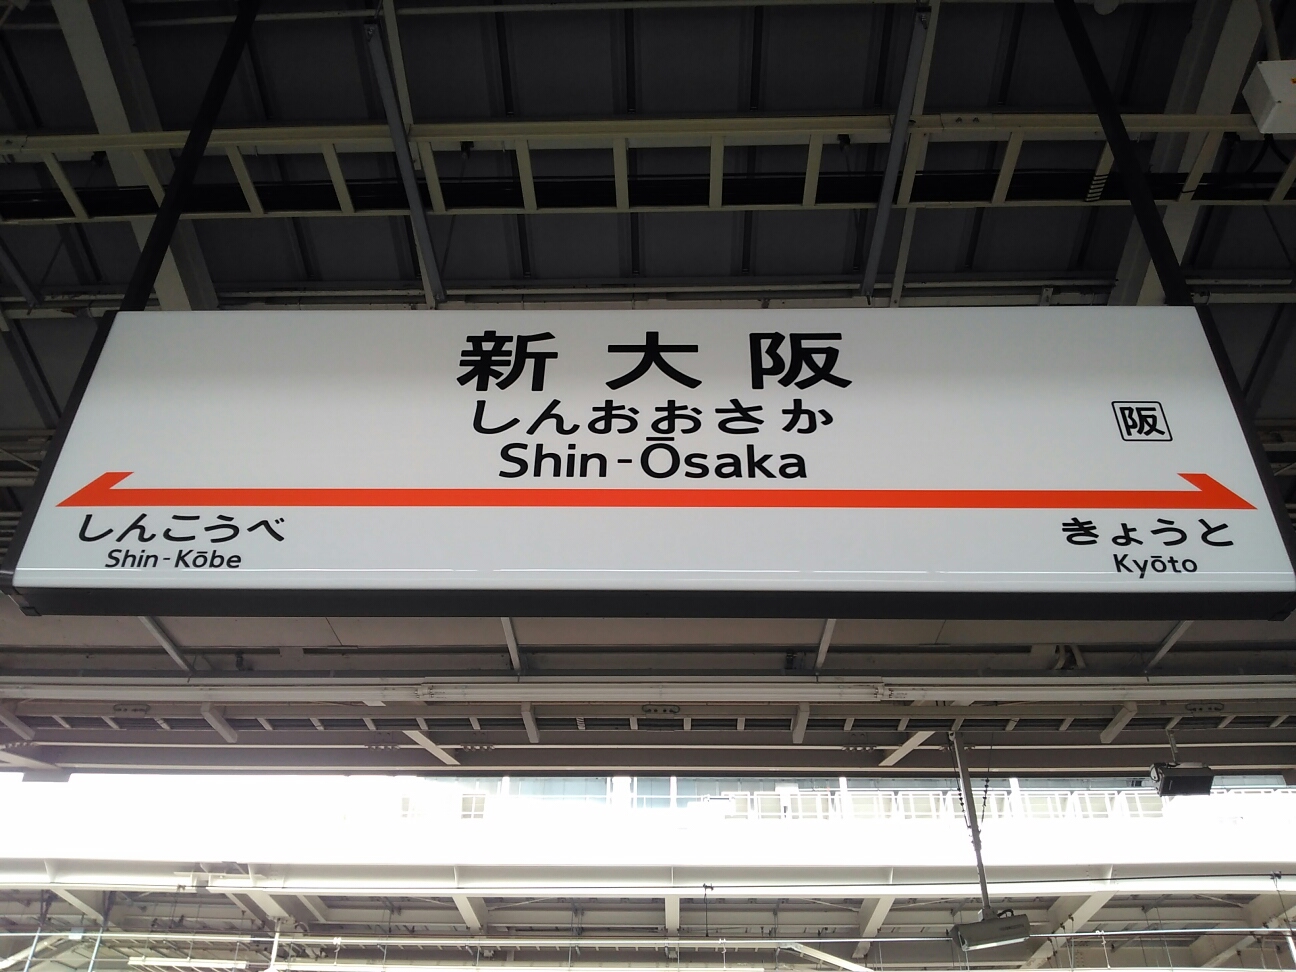 新大阪
しんおおさか
Shin-Ōsaka
阪
しんこうべ
Shin-Kōbe
きょうと
Kyōto